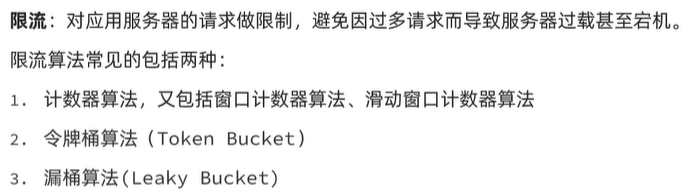 限流：对应用服务器的请求做限制，避免因过多请求而导致服务器过载甚至宕机。
限流算法常见的包括两种：
1. 计数器算法，又包括窗口计数器算法、滑动窗口计数器算法
2. 令牌桶算法（Token Bucket）
3. 漏桶算法(Leaky Bucket)